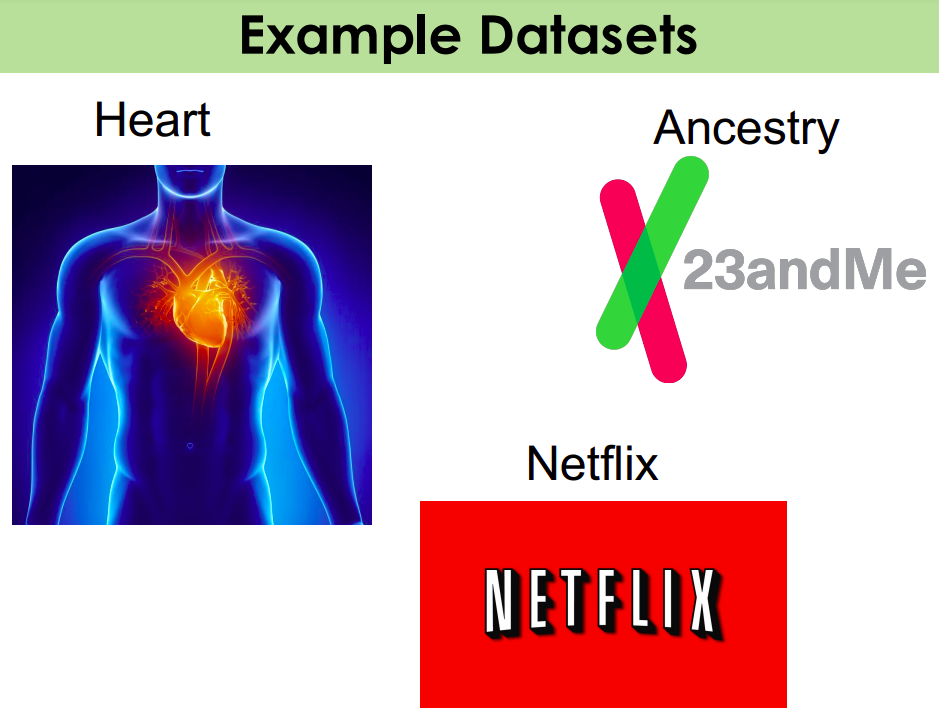 Example Datasets
Heart
Ancestry
23andMe
Netflix
NETFLIX